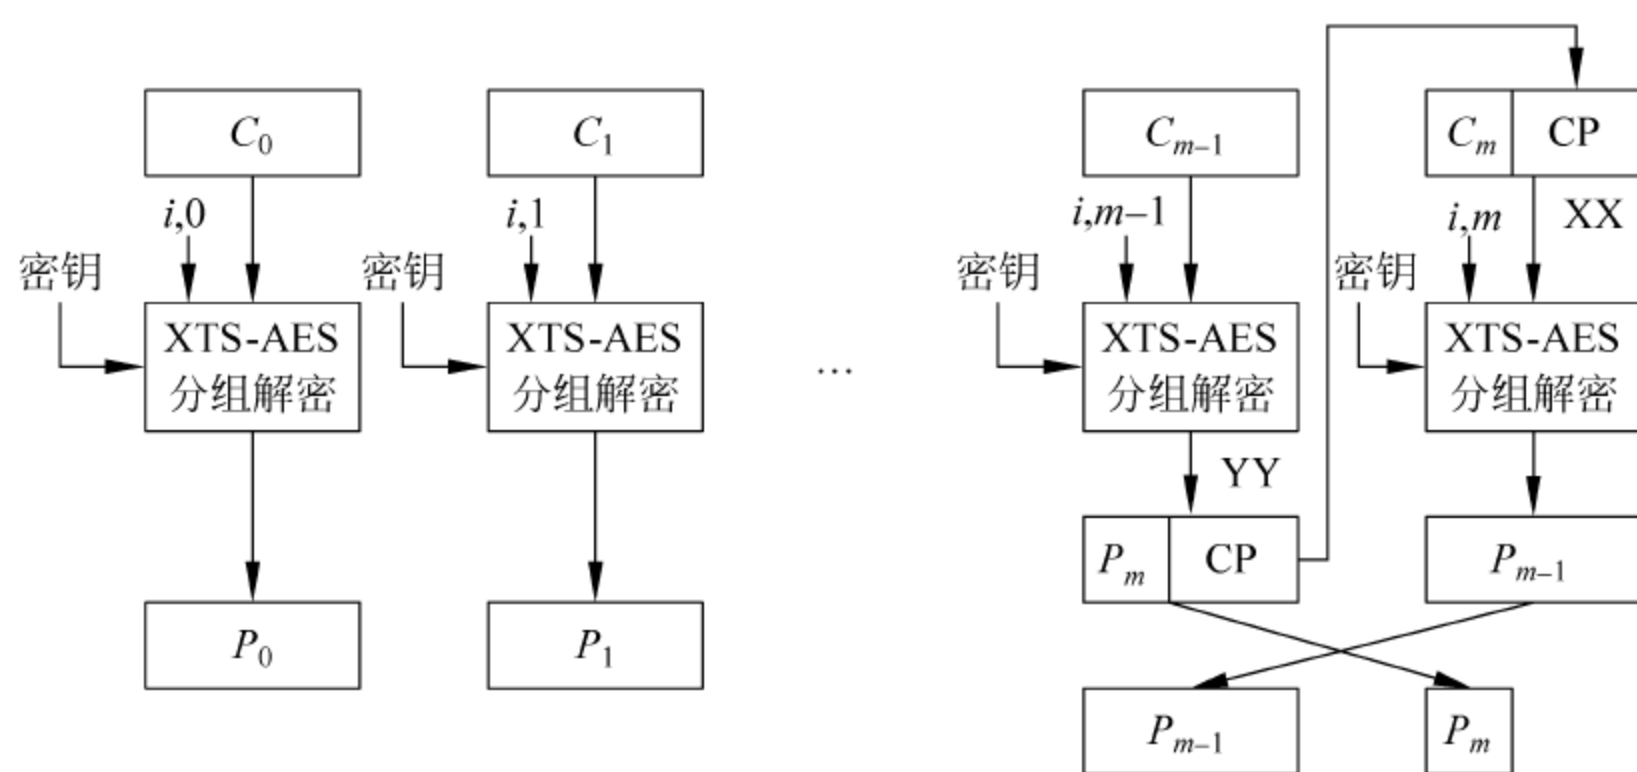 C₀ C₁ Cₘ₋₁ Cₘ CP
i,0 i,1 i,m–1 i,m XX
密钥 密钥 密钥 密钥
XTS-AES XTS-AES XTS-AES XTS-AES
分组解密 分组解密 … 分组解密 分组解密
YY
Pₘ CP Pₘ₋₁
P₀ P₁
Pₘ₋₁ Pₘ